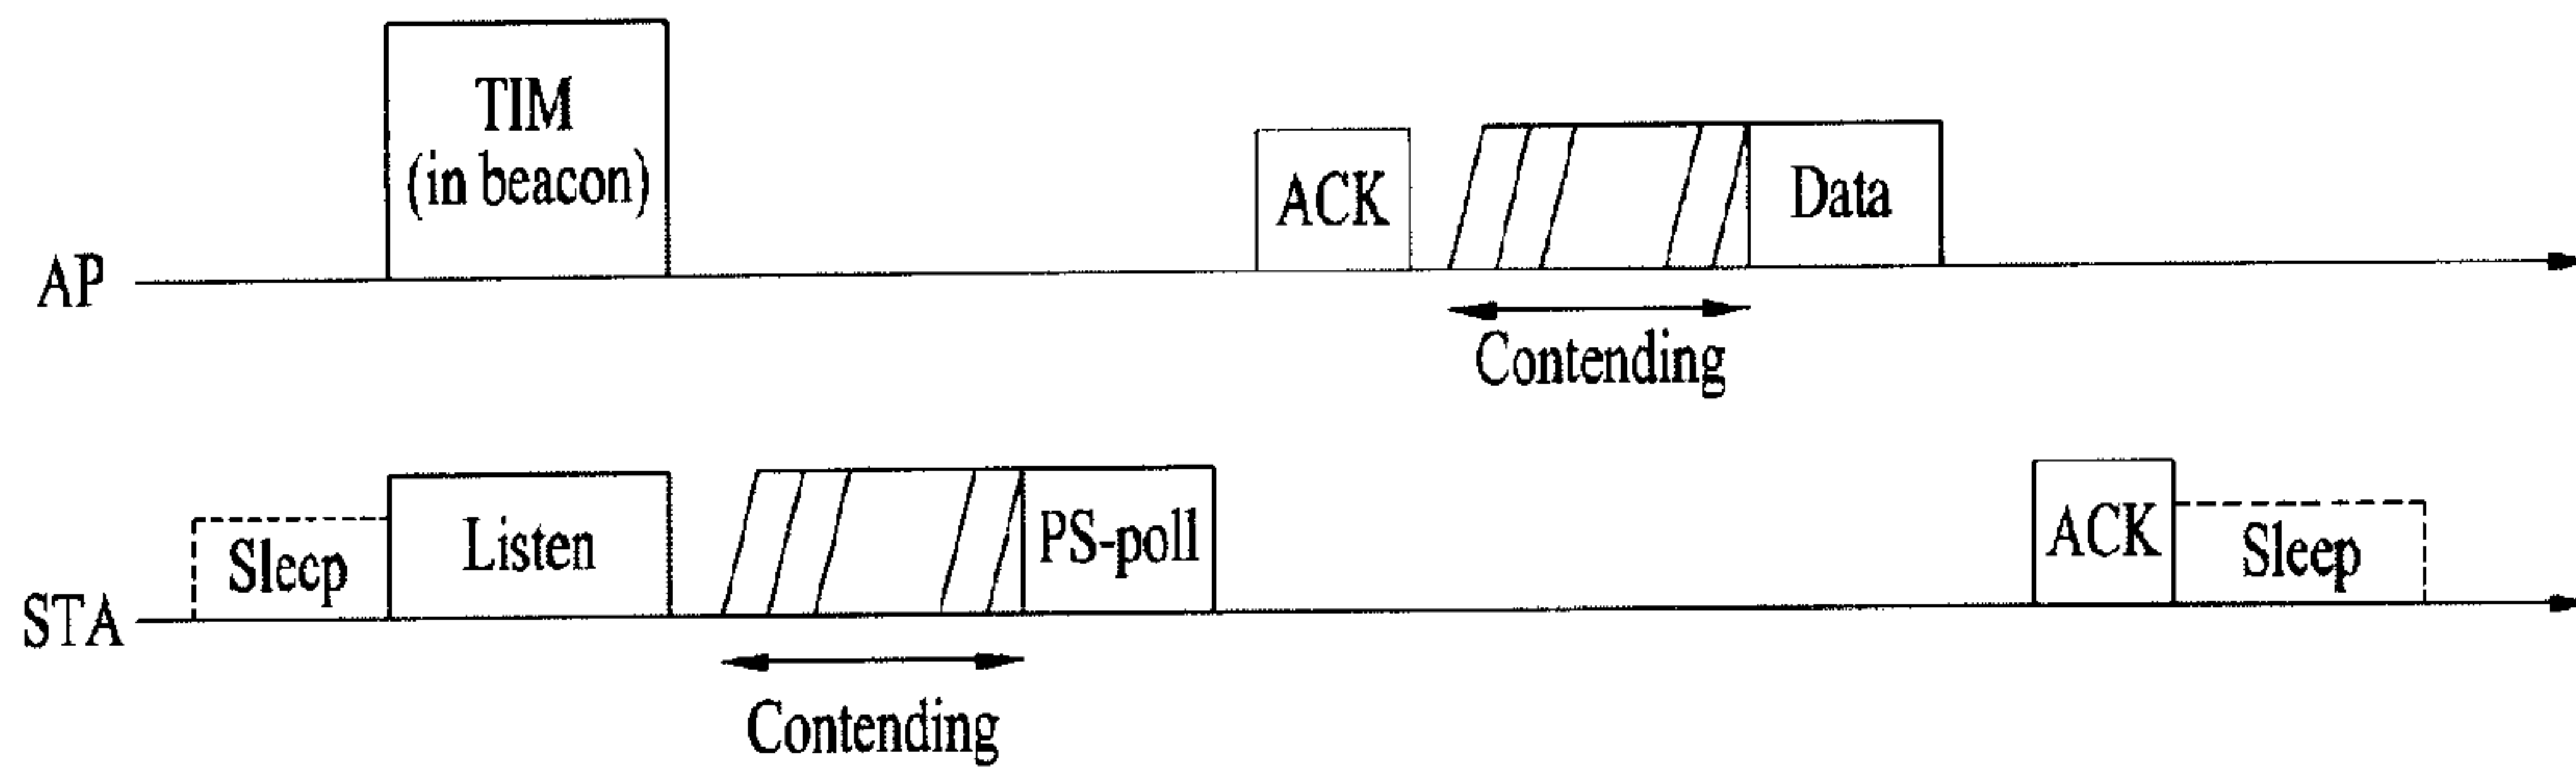 TIM
(in beacon)
ACK
Data
AP
Contending
Sleep
Listen
PS-poll
ACK
Sleep
STA
Contending